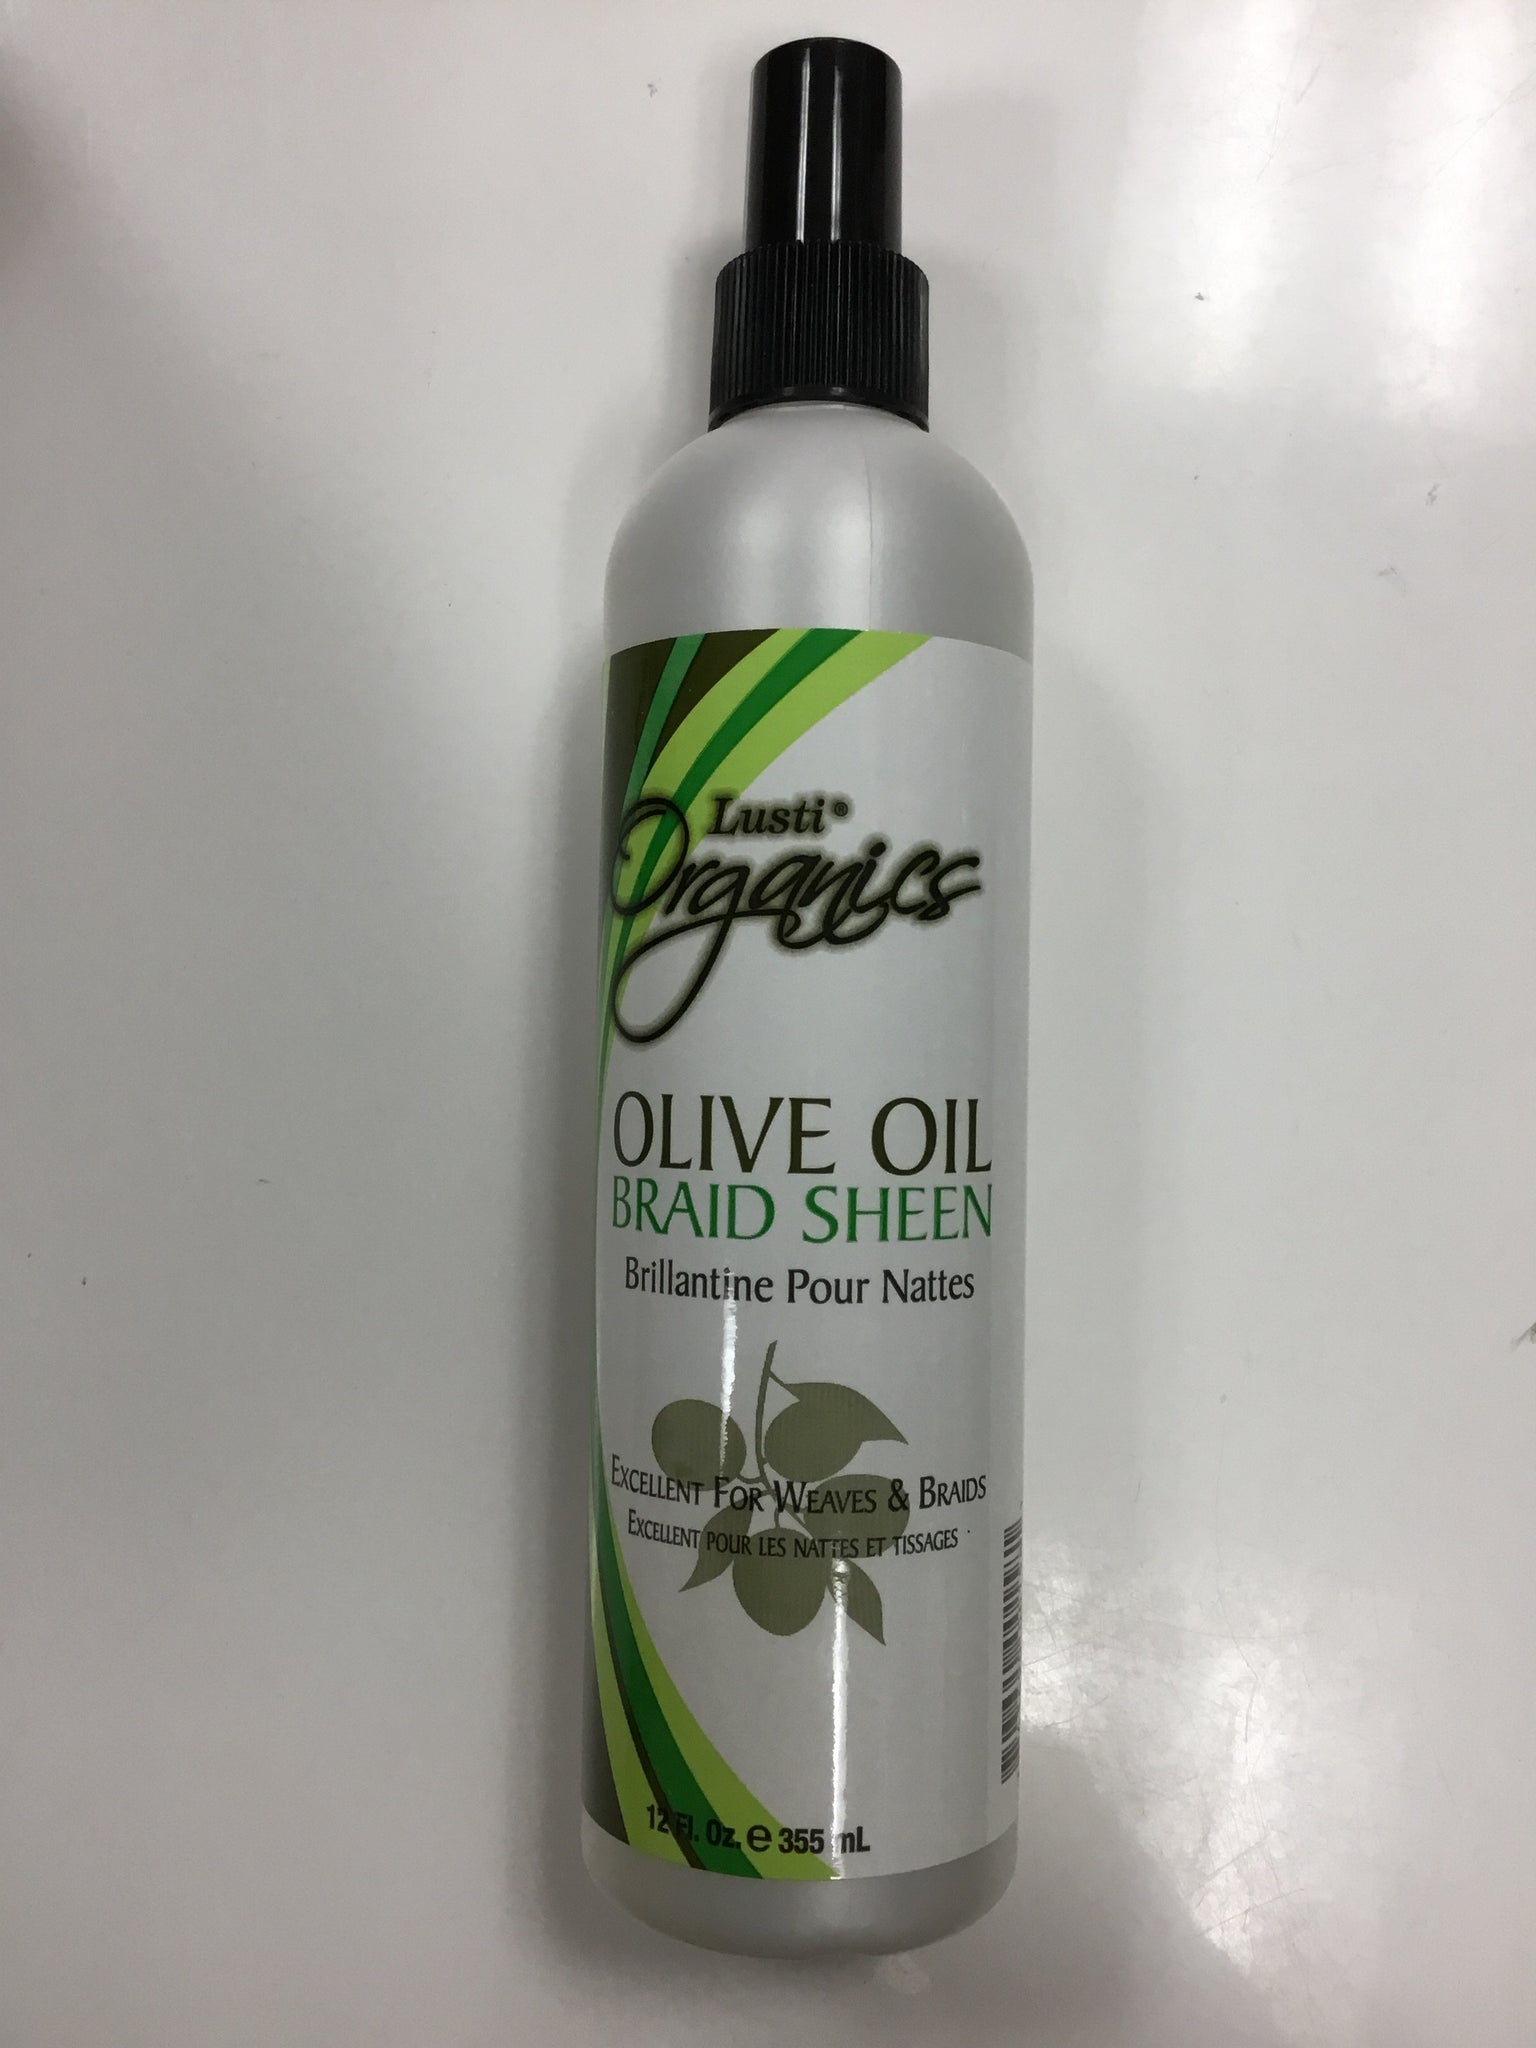 Lusti®
Organics
OLIVE OIL
BRAID SHEEN
Brillantine Pour Nattes
EXCELLENT FOR WEAVES & BRAIDS
EXCELLENT POUR LES NATTES ET TISSAGES
12 Fl. Oz. ℮ 355 mL